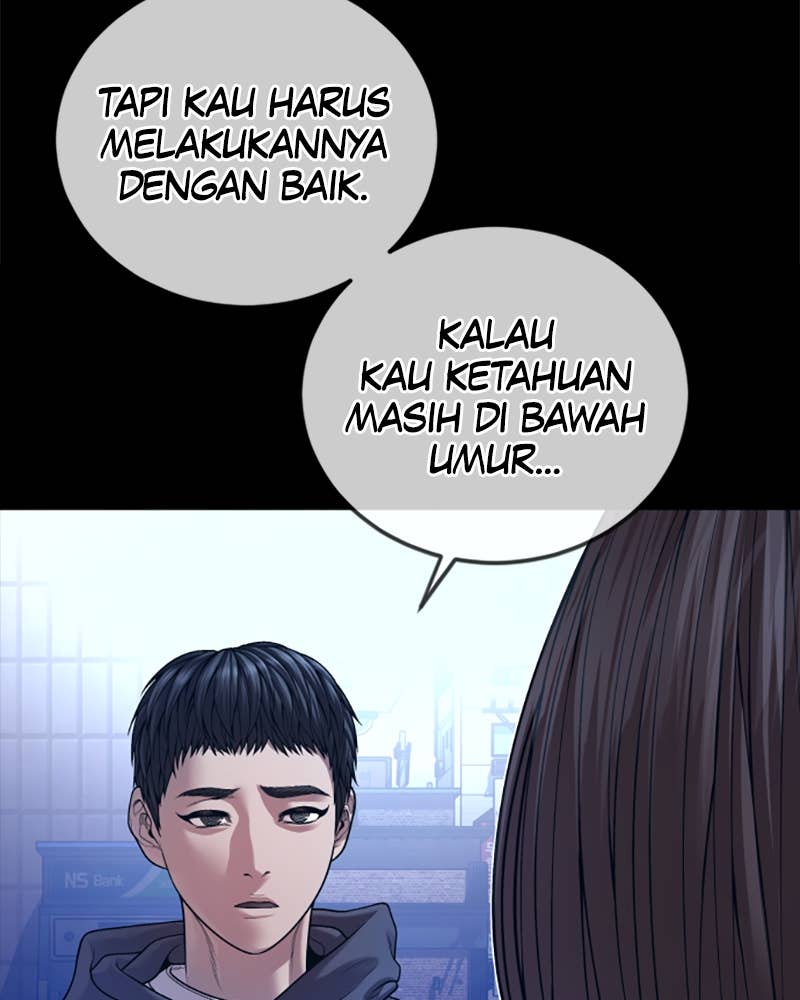 TAPI KAU HARUS
MELAKUKANNYA
DENGAN BAIK.
KALAU
KAU KETAHUAN
MASIH DI BAWAH
UMUR...
NS Bank